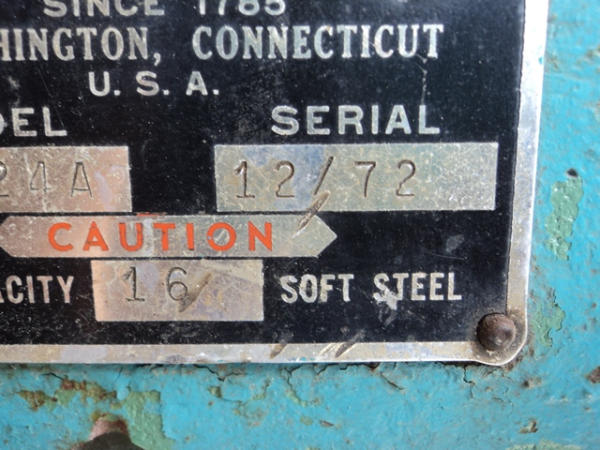 SINCE 1785
HINGTON, CONNECTICUT
U. S. A.
DEL SERIAL
24A 12/72
CAUTION
ACITY 16 SOFT STEEL